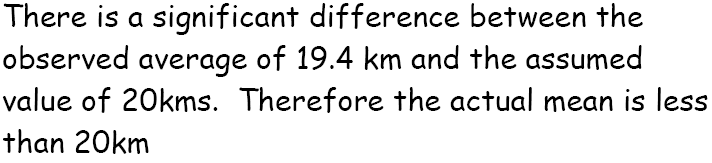 There is a significant difference between the
observed average of 19.4 km and the assumed
value of 20kms.  Therefore the actual mean is less
than 20km